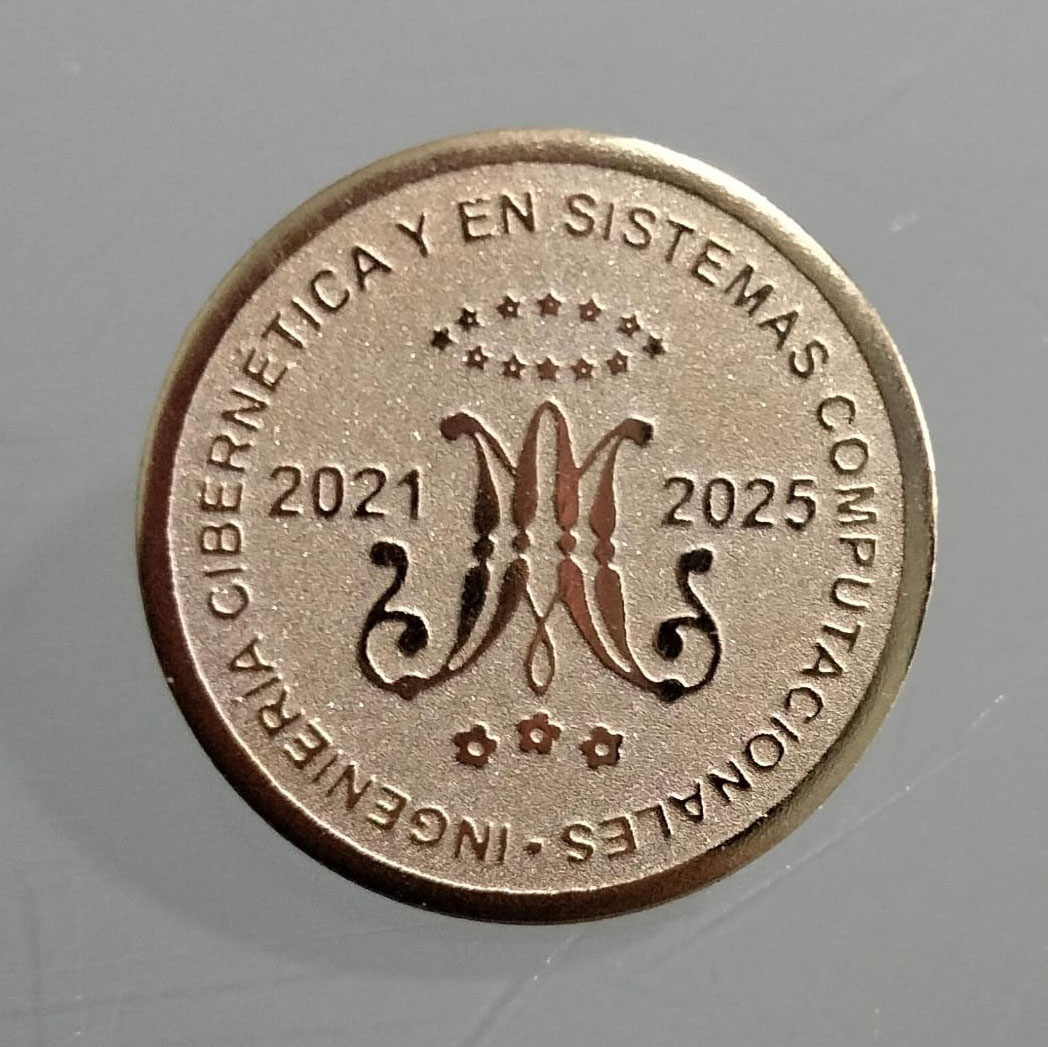 INGENIERÍA CIBERNÉTICA Y EN SISTEMAS COMPUTACIONALES -
2021 2025